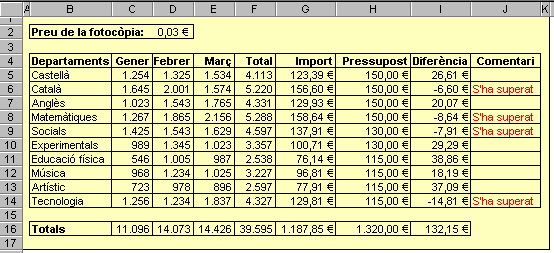 A B C D E F G H I J K
1
2 Preu de la fotocòpia: 0,03 €
3
4 Departaments Gener Febrer Març Total Import Pressupost Diferència Comentari
5 Castellà 1.254 1.325 1.534 4.113 123,39 € 150,00 € 26,61 €
6 Català 1.645 2.001 1.574 5.220 156,60 € 150,00 € -6,60 € S'ha superat
7 Anglès 1.023 1.543 1.765 4.331 129,93 € 150,00 € 20,07 €
8 Matemàtiques 1.267 1.865 2.156 5.288 158,64 € 150,00 € -8,64 € S'ha superat
9 Socials 1.425 1.543 1.629 4.597 137,91 € 130,00 € -7,91 € S'ha superat
10 Experimentals 989 1.345 1.023 3.357 100,71 € 130,00 € 29,29 €
11 Educació física 546 1.005 987 2.538 76,14 € 115,00 € 38,86 €
12 Música 968 1.234 1.025 3.227 96,81 € 115,00 € 18,19 €
13 Artístic 723 978 896 2.597 77,91 € 115,00 € 37,09 €
14 Tecnologia 1.256 1.234 1.837 4.327 129,81 € 115,00 € -14,81 € S'ha superat
15
16 Totals 11.096 14.073 14.426 39.595 1.187,85 € 1.320,00 € 132,15 €
17